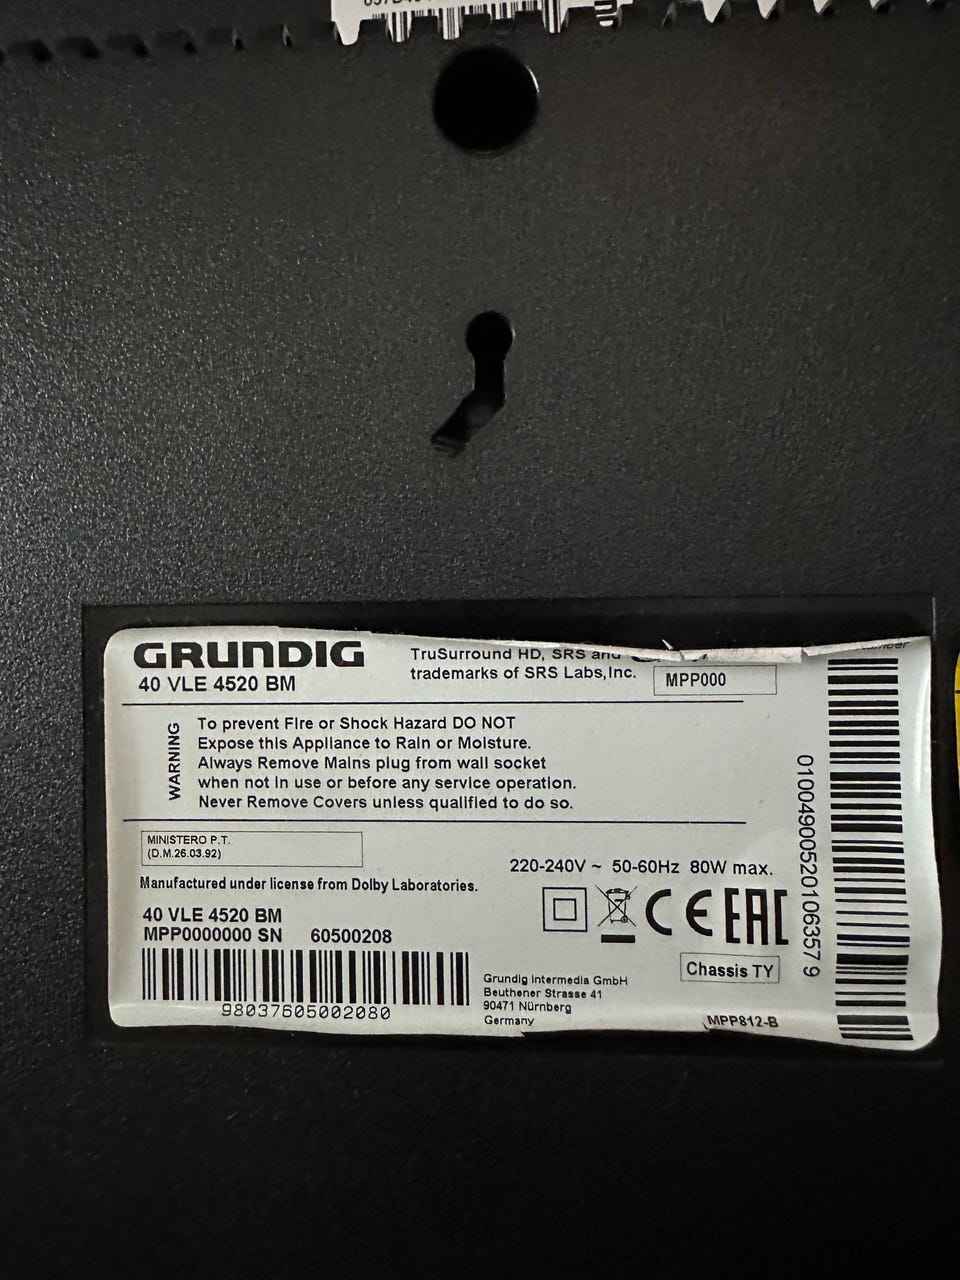 GRUNDIG
40 VLE 4520 BM
TruSurround HD, SRS and
trademarks of SRS Labs,Inc.
MPP000
WARNING
To prevent Fire or Shock Hazard DO NOT
Expose this Appliance to Rain or Moisture.
Always Remove Mains plug from wall socket
when not in use or before any service operation.
Never Remove Covers unless qualified to do so.
MINISTERO P.T.
(D.M.26.03.92)
Manufactured under license from Dolby Laboratories.
220-240V ~ 50-60Hz 80W max.
40 VLE 4520 BM
MPP0000000 SN 60500208
98037605002080
CE EAC
Chassis TY
Grundig Intermedia GmbH
Beuthener Strasse 41
90471 Nürnberg
Germany
MPP812-B
01004900520106357 9